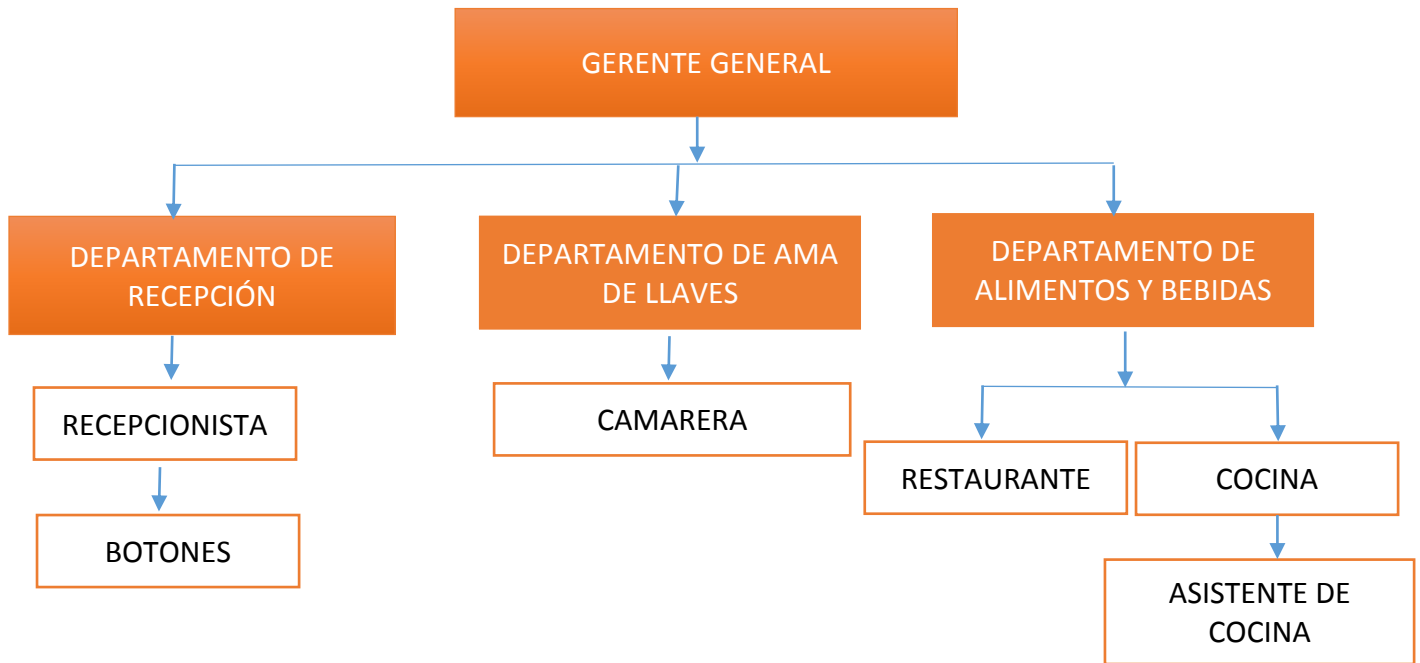 GERENTE GENERAL
DEPARTAMENTO DE
RECEPCIÓN
DEPARTAMENTO DE AMA
DE LLAVES
DEPARTAMENTO DE
ALIMENTOS Y BEBIDAS
RECEPCIONISTA
CAMARERA
RESTAURANTE
COCINA
BOTONES
ASISTENTE DE
COCINA